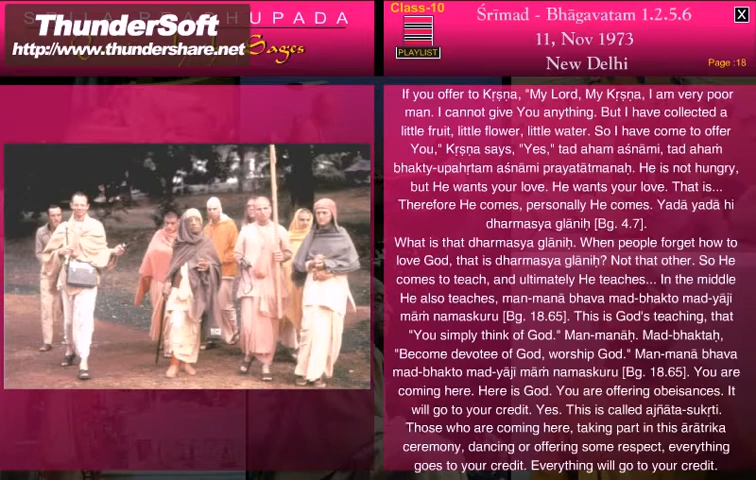 ThunderSoft
http://www.thundershare.net
Sages
Class-10
PLAYLIST
Śrīmad - Bhāgavatam 1.2.5.6
11, Nov 1973
New Delhi
X
Page :18
If you offer to Kṛṣṇa, "My Lord, My Kṛṣṇa, I am very poor
man. I cannot give You anything. But I have collected a
little fruit, little flower, little water. So I have come to offer
You," Kṛṣṇa says, "Yes," tad aham aśnāmi, tad ahaṁ
bhakty-upahṛtam aśnāmi prayatātmanaḥ. He is not hungry,
but He wants your love. He wants your love. That is...
Therefore He comes, personally He comes. Yadā yadā hi
dharmasya glāniḥ [Bg. 4.7].
What is that dharmasya glāniḥ. When people forget how to
love God, that is dharmasya glāniḥ? Not that other. So He
comes to teach, and ultimately He teaches... In the middle
He also teaches, man-manā bhava mad-bhakto mad-yāji
māṁ namaskuru [Bg. 18.65]. This is God's teaching, that
"You simply think of God." Man-manāḥ. Mad-bhaktaḥ,
"Become devotee of God, worship God." Man-manā bhava
mad-bhakto mad-yāji māṁ namaskuru [Bg. 18.65]. You are
coming here. Here is God. You are offering obeisances. It
will go to your credit. Yes. This is called ajñāta-sukṛti.
Those who are coming here, taking part in this ārātrika
ceremony, dancing or offering some respect, everything
goes to your credit. Everything will go to your credit.